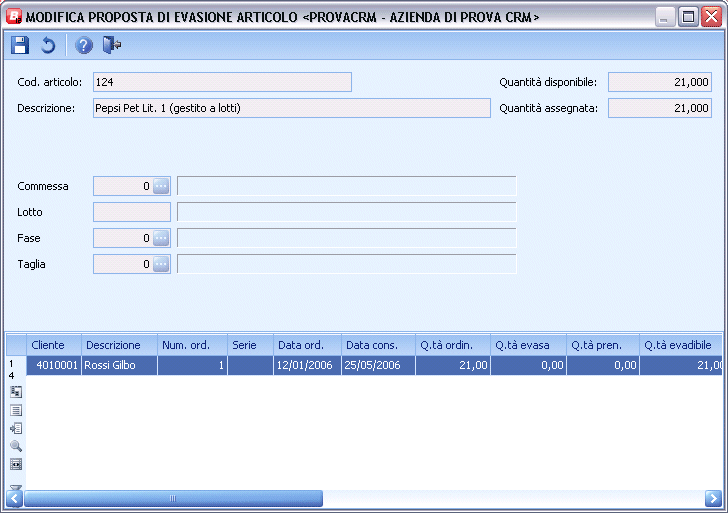 MODIFICA PROPOSTA DI EVASIONE ARTICOLO <PROVACRM - AZIENDA DI PROVA CRM>
Cod. articolo: 124 Quantità disponibile: 21,000
Descrizione: Pepsi Pet Lit. 1 (gestito a lotti) Quantità assegnata: 21,000
Commessa 0
Lotto
Fase 0
Taglia 0
Cliente Descrizione Num. ord. Serie Data ord. Data cons. Q.tà ordin. Q.tà evasa Q.tà pren. Q.tà evadibile
1 4010001 Rossi Gilbo 1 12/01/2006 25/05/2006 21,00 0,00 0,00 21,00
4